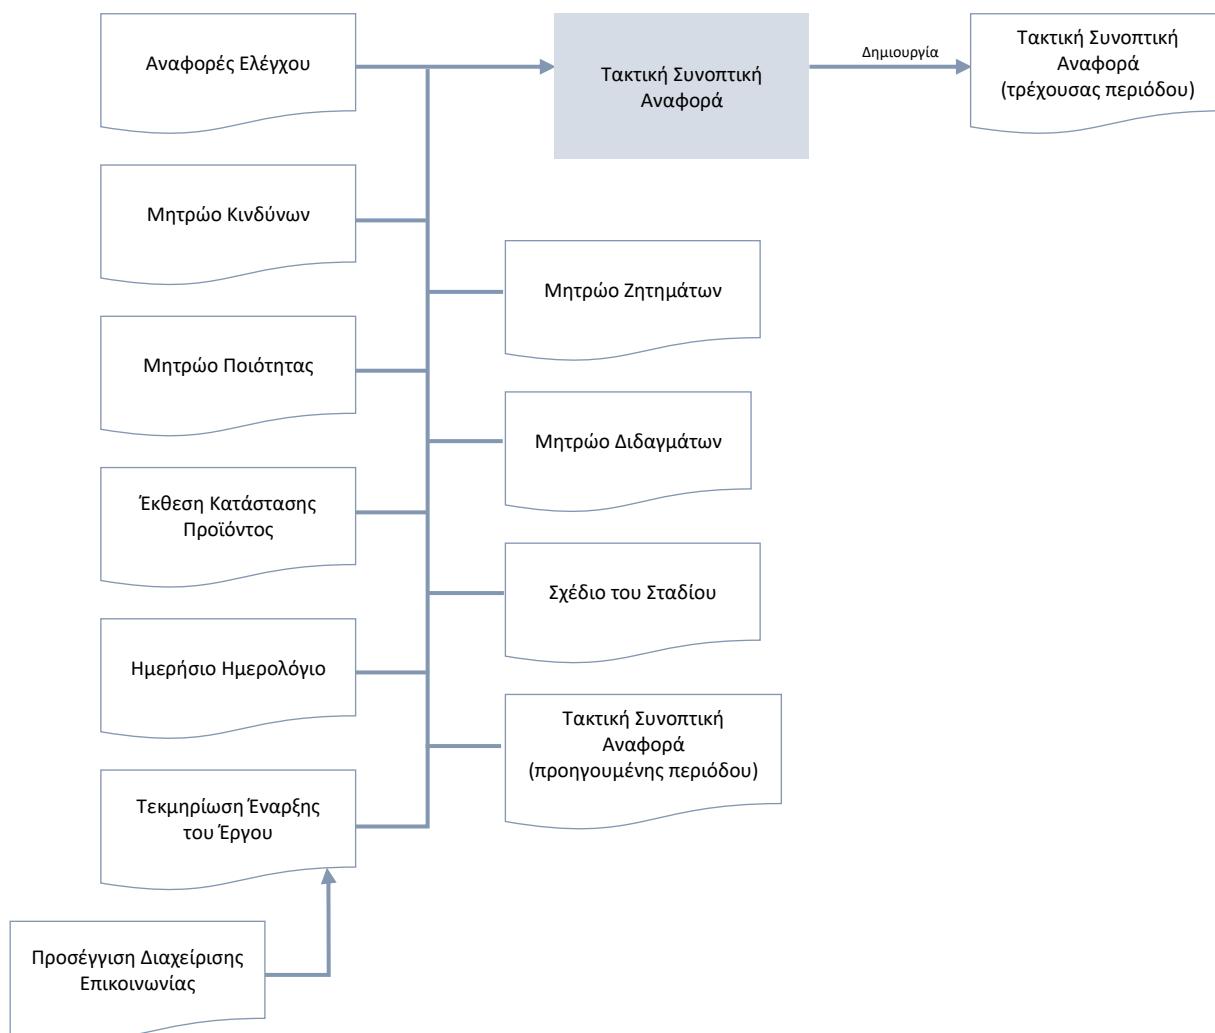 Αναφορές Ελέγχου
Τακτική Συνοπτική
Αναφορά
Δημιουργία
Τακτική Συνοπτική
Αναφορά
(τρέχουσας περιόδου)
Μητρώο Κινδύνων
Μητρώο Ζητημάτων
Μητρώο Ποιότητας
Μητρώο Διδαγμάτων
Έκθεση Κατάστασης
Προϊόντος
Σχέδιο του Σταδίου
Ημερήσιο Ημερολόγιο
Τακτική Συνοπτική
Αναφορά
(προηγουμένης περιόδου)
Τεκμηρίωση Έναρξης
του Έργου
Προσέγγιση Διαχείρισης
Επικοινωνίας